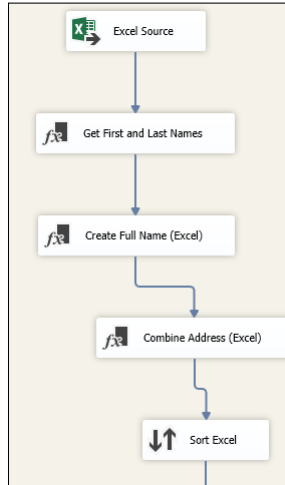 Excel Source
Get First and Last Names
Create Full Name (Excel)
Combine Address (Excel)
Sort Excel